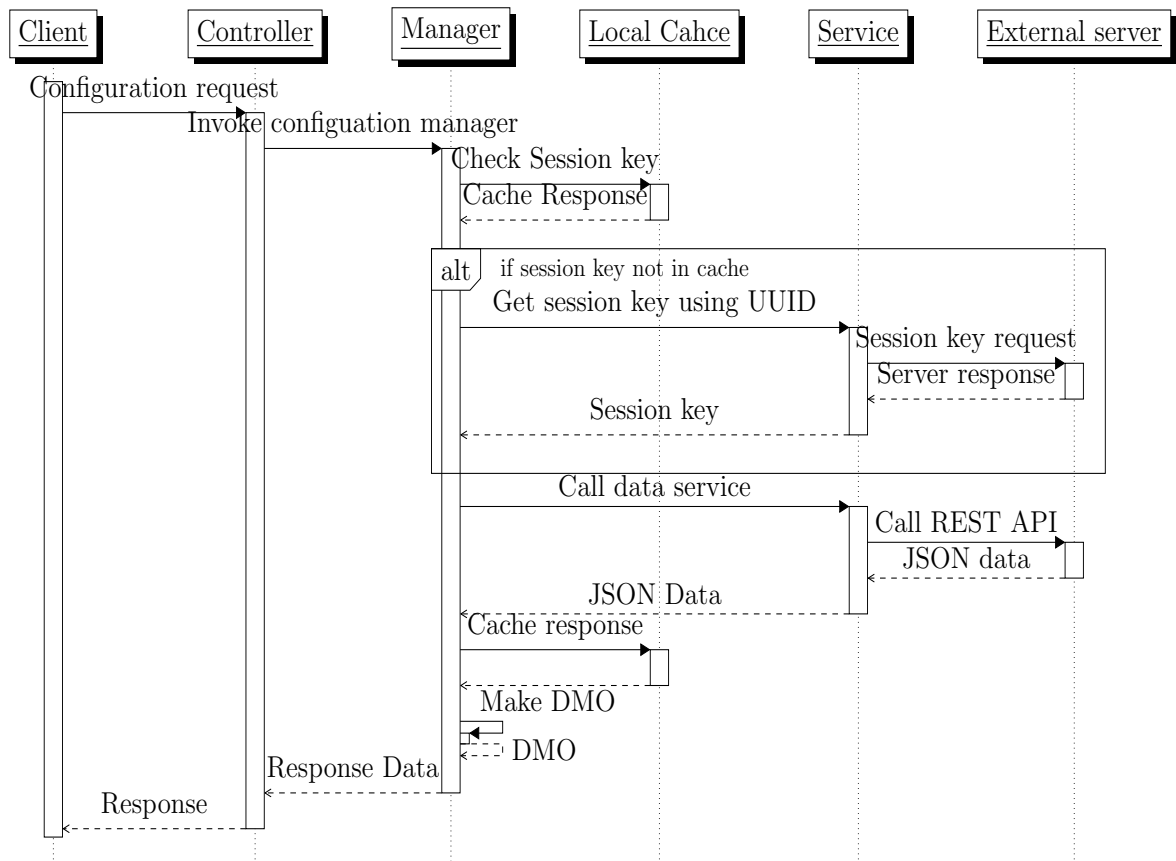 Client
Controller
Manager
Local Cahce
Service
External server
Configuration request
Invoke configuation manager
Check Session key
Cache Response
alt
if session key not in cache
Get session key using UUID
Session key request
Server response
Session key
Call data service
Call REST API
JSON data
JSON Data
Cache response
Make DMO
DMO
Response Data
Response